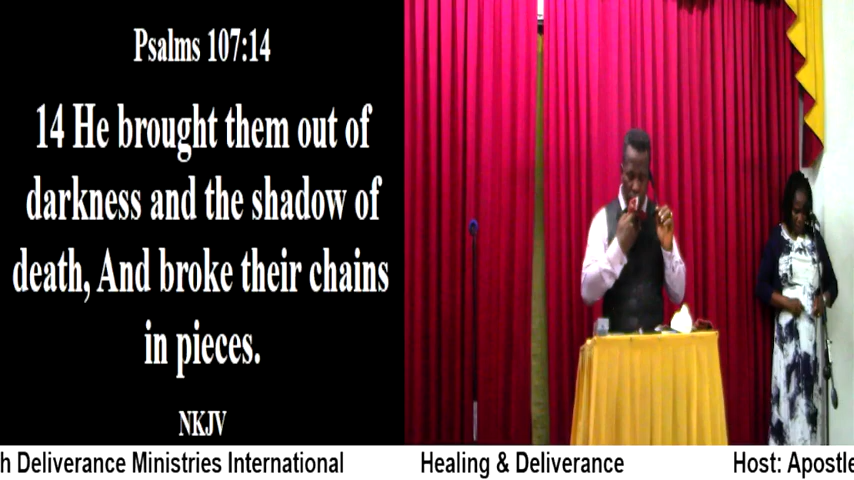 Psalms 107:14
14 He brought them out of
darkness and the shadow of
death, And broke their chains
in pieces.
NKJV
h Deliverance Ministries International Healing & Deliverance Host: Apostle